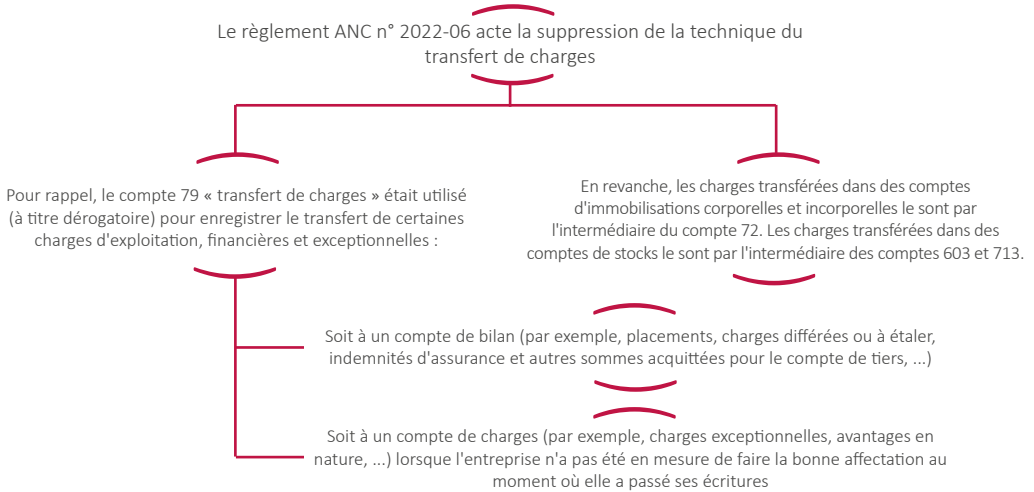 Le règlement ANC n° 2022-06 acte la suppression de la technique du
transfert de charges
Pour rappel, le compte 79 « transfert de charges » était utilisé
(à titre dérogatoire) pour enregistrer le transfert de certaines
charges d'exploitation, financières et exceptionnelles :
En revanche, les charges transférées dans des comptes
d'immobilisations corporelles et incorporelles le sont par
l'intermédiaire du compte 72. Les charges transférées dans des
comptes de stocks le sont par l'intermédiaire des comptes 603 et 713.
Soit à un compte de bilan (par exemple, placements, charges différées ou à étaler,
indemnités d'assurance et autres sommes acquittées pour le compte de tiers, ...)
Soit à un compte de charges (par exemple, charges exceptionnelles, avantages en
nature, ...) lorsque l'entreprise n'a pas été en mesure de faire la bonne affectation au
moment où elle a passé ses écritures